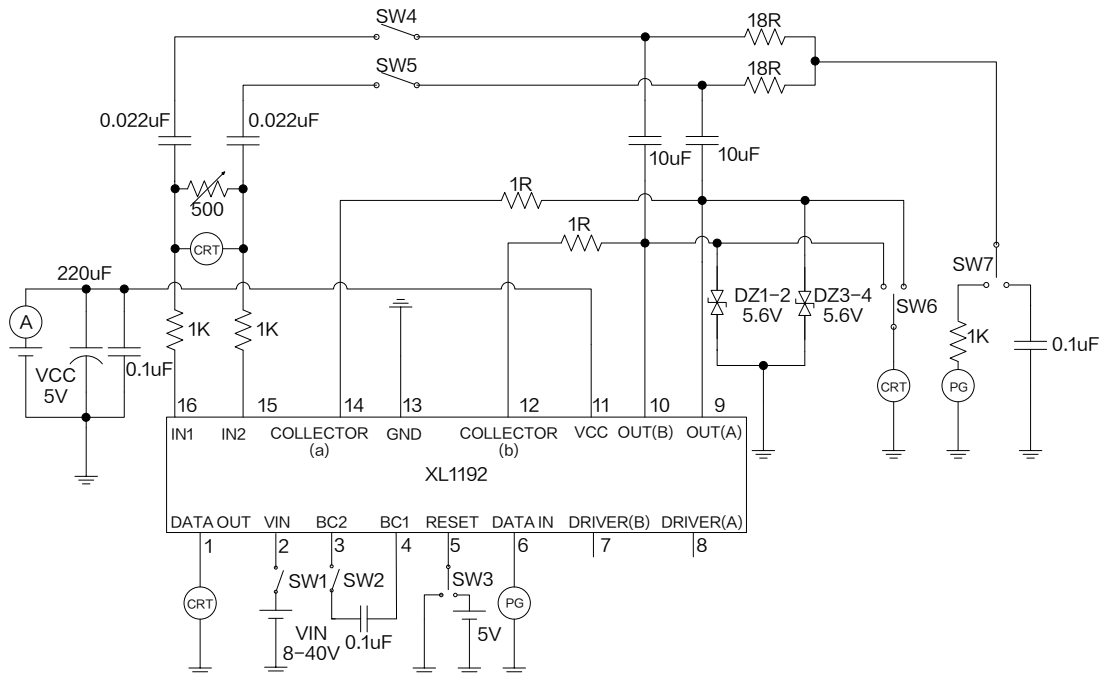 SW4
18R
SW5
18R
0.022uF
0.022uF
10uF
10uF
1R
500
1R
CRT
SW7
220uF
A
1K
1K
DZ1-2
5.6V
DZ3-4
5.6V
SW6
1K
0.1uF
VCC
5V
0.1uF
CRT
PG
16
15
14
13
12
11
10
9
IN1
IN2
COLLECTOR
(a)
GND
COLLECTOR
(b)
VCC
OUT(B)
OUT(A)
XL1192
DATA OUT
VIN
BC2
BC1
RESET
DATA IN
DRIVER(B)
DRIVER(A)
1
2
3
4
5
6
7
8
SW1
SW2
SW3
CRT
PG
VIN
8-40V
0.1uF
5V